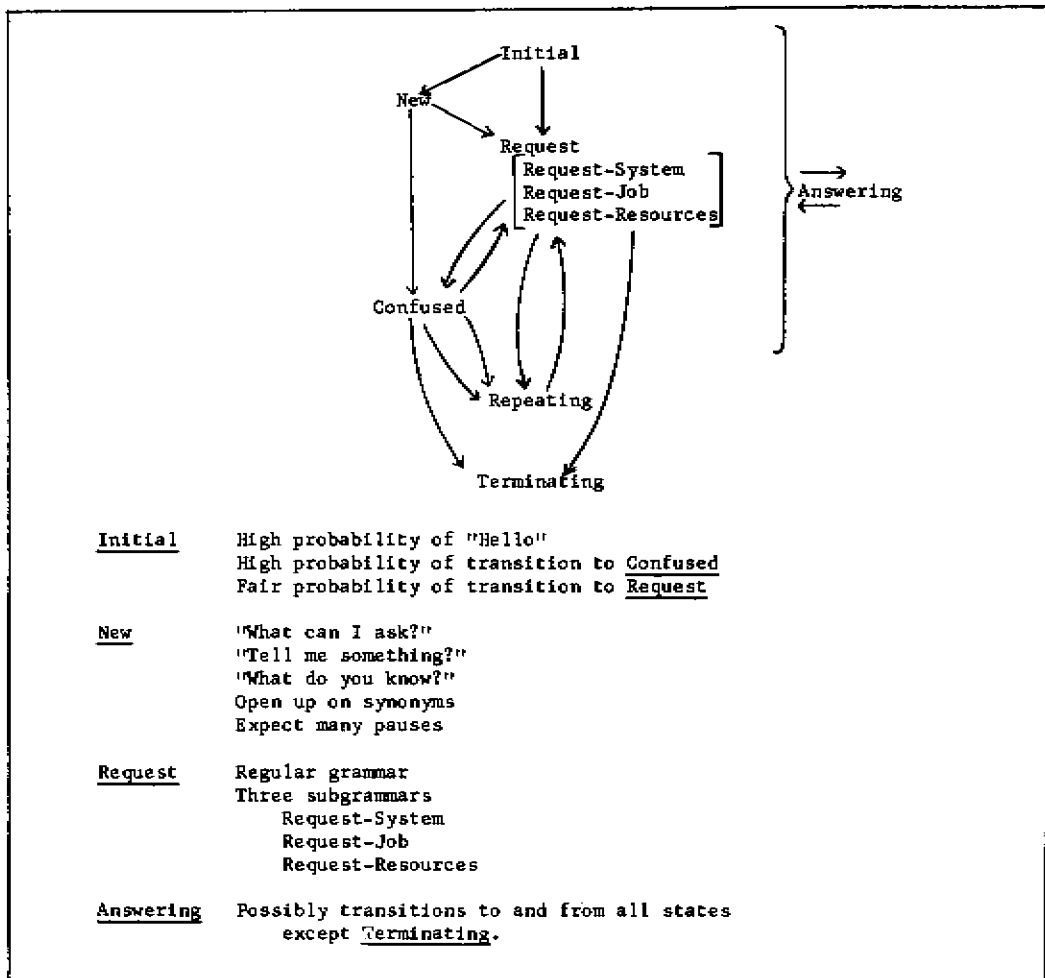 Initial
New
Request
Request-System
Request-Job
Request-Resources
Answering
Confused
Repeating
Terminating
Initial High probability of "Hello"
High probability of transition to Confused
Fair probability of transition to Request
New "What can I ask?"
"Tell me something?"
"What do you know?"
Open up on synonyms
Expect many pauses
Request Regular grammar
Three subgrammars
Request-System
Request-Job
Request-Resources
Answering Possibly transitions to and from all states
except Terminating.